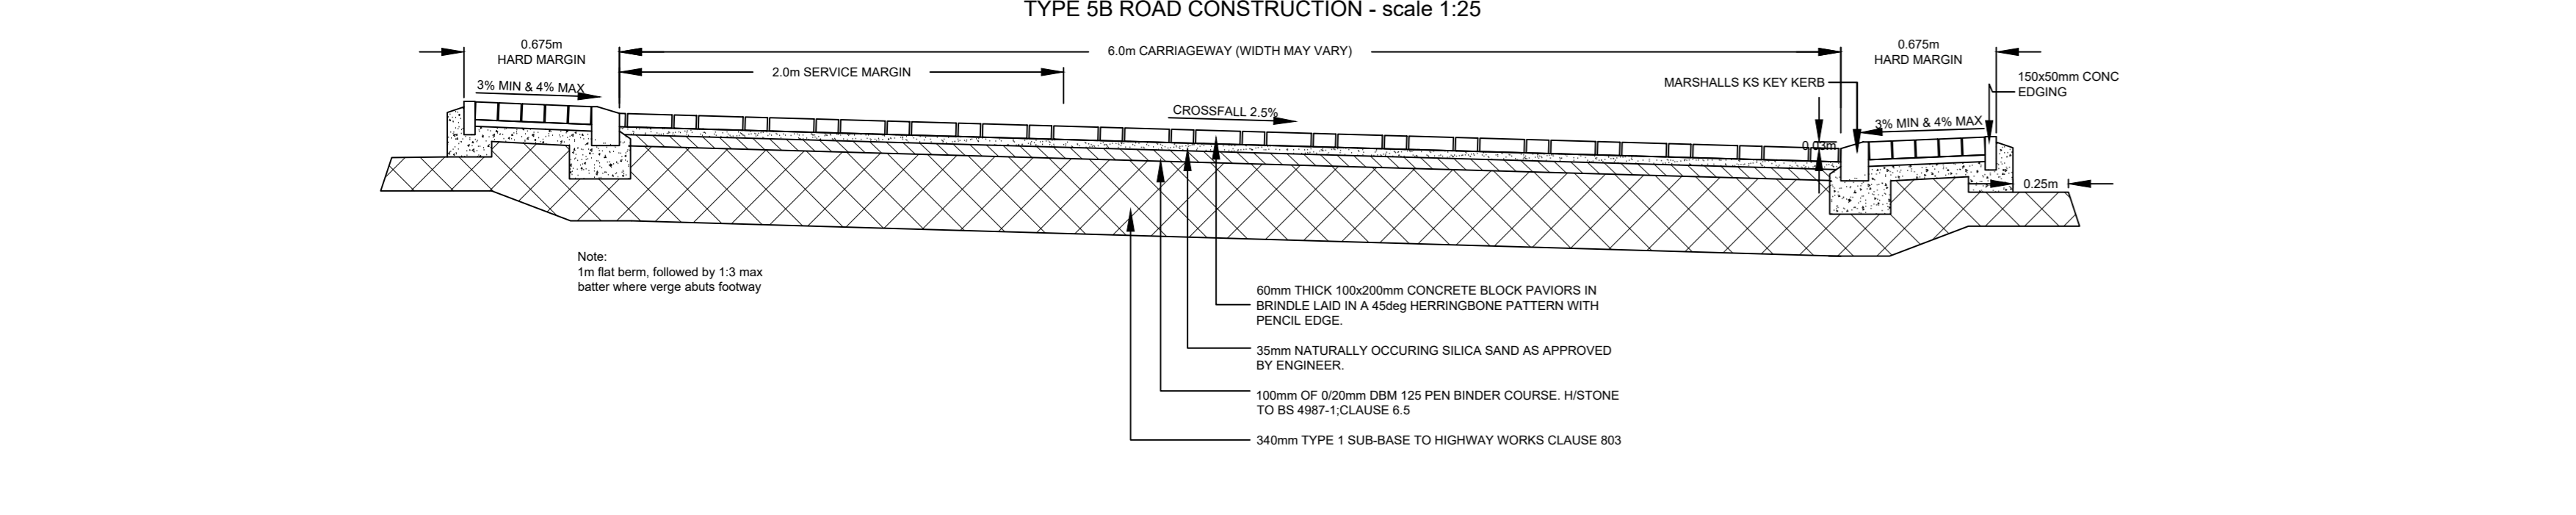 TYPE 5B ROAD CONSTRUCTION - scale 1:25
0.675m
HARD MARGIN
3% MIN & 4% MAX
6.0m CARRIAGEWAY (WIDTH MAY VARY)
2.0m SERVICE MARGIN
CROSSFALL 2.5%
MARSHALLS KS KEY KERB
0.03m
0.675m
HARD MARGIN
3% MIN & 4% MAX
150x50mm CONC
EDGING
0.25m
Note:
1m flat berm, followed by 1:3 max
batter where verge abuts footway
60mm THICK 100x200mm CONCRETE BLOCK PAVIORS IN
BRINDLE LAID IN A 45deg HERRINGBONE PATTERN WITH
PENCIL EDGE.
35mm NATURALLY OCCURING SILICA SAND AS APPROVED
BY ENGINEER.
100mm OF 0/20mm DBM 125 PEN BINDER COURSE. H/STONE
TO BS 4987-1;CLAUSE 6.5
340mm TYPE 1 SUB-BASE TO HIGHWAY WORKS CLAUSE 803